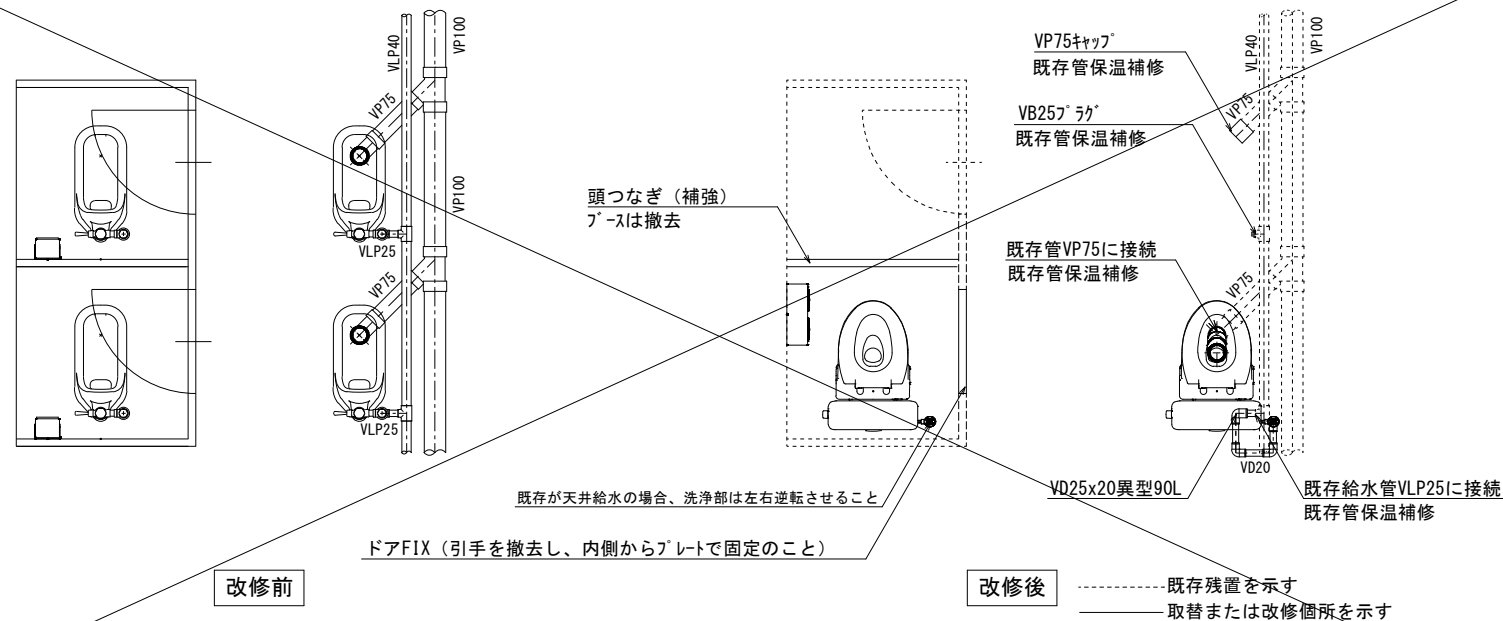 VLP40
VP100
VP75
VP100
VLP25
VP75
VLP25
改修前
頭つなぎ（補強）
ﾌﾞｰｽは撤去
既存が天井給水の場合、洗浄部は左右逆転させること
ドアFIX（引手を撤去し、内側からﾌﾟﾚｰﾄで固定のこと）
VP75ｷｬｯﾌﾟ
既存管保温補修
VLP40
VP100
VP75
VB25ﾌﾟﾗｸﾞ
既存管保温補修
既存管VP75に接続
既存管保温補修
VP75
VD20
VD25x20異型90L
既存給水管VLP25に接続
既存管保温補修
改修後
既存残置を示す
取替または改修個所を示す